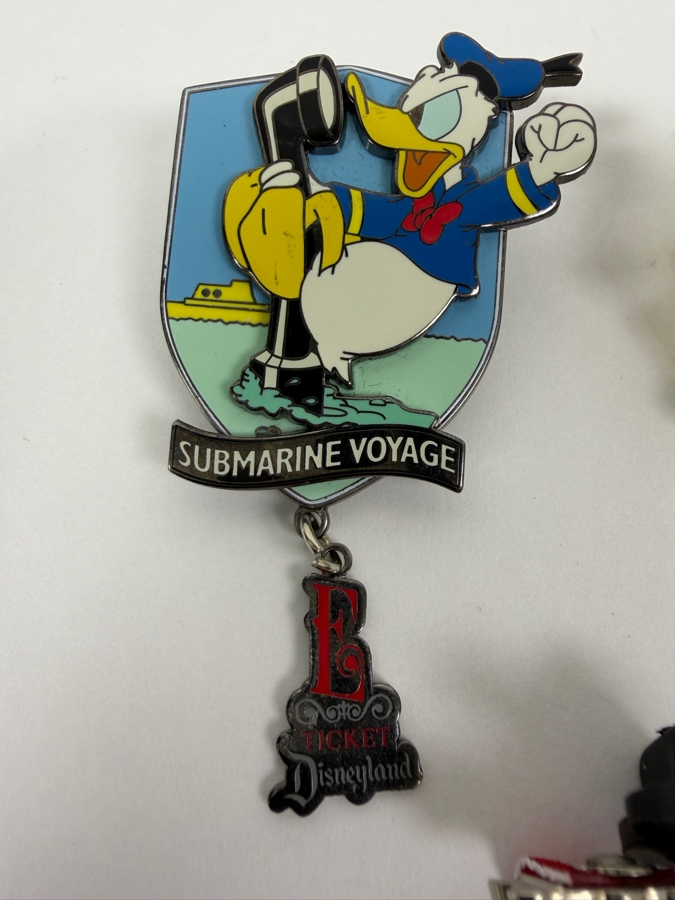 SUBMARINE VOYAGE
E
TICKET
Disneyland